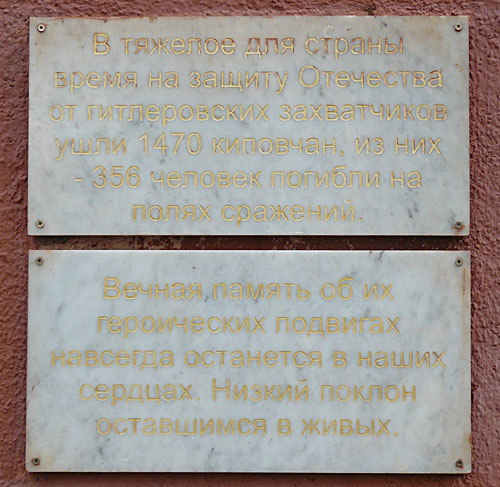 В тяжелое для страны
время на защиту Отечества
от гитлеровских захватчиков
ушли 1470 киповчан, из них
- 356 человек погибли на
полях сражений.
Вечная память об их
героических подвигах
навсегда останется в наших
сердцах. Низкий поклон
оставшимся в живых.